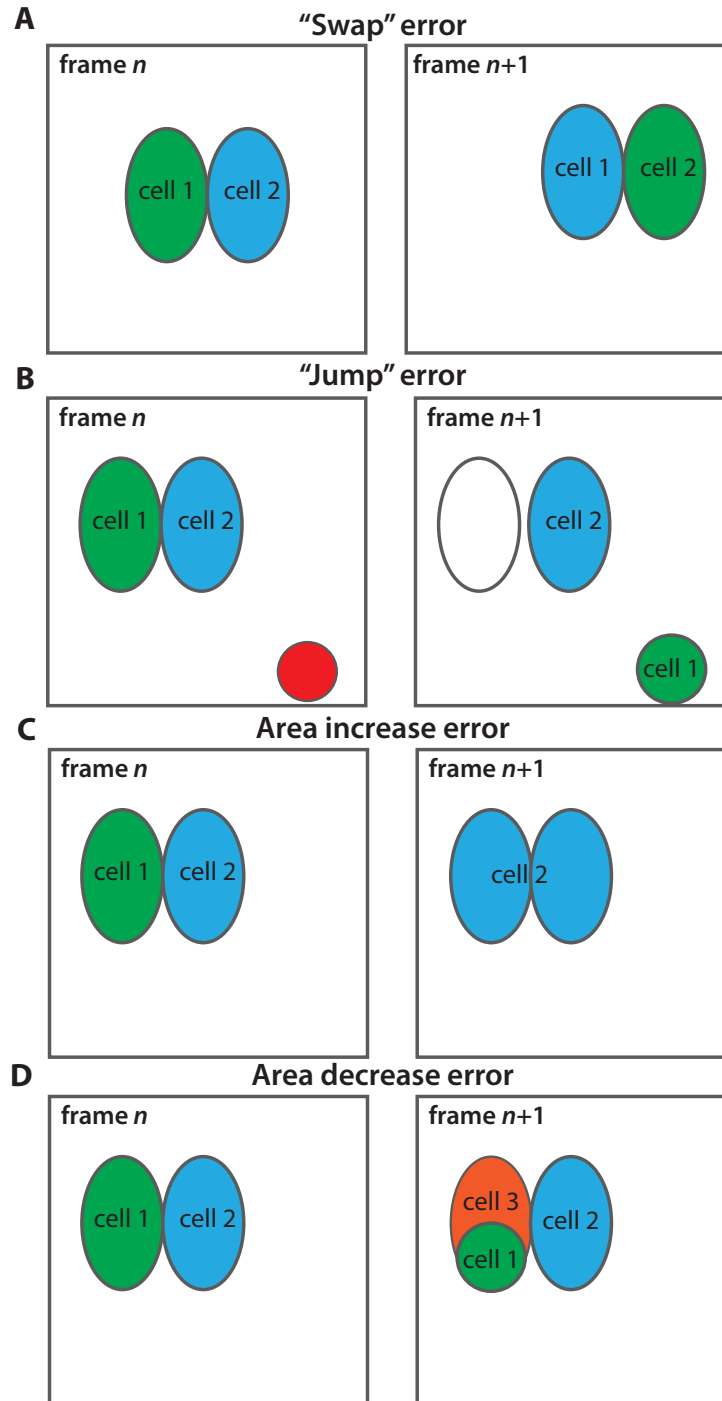 A
“Swap” error
frame n
frame n+1
cell 1
cell 2
cell 1
cell 2
B
“Jump” error
frame n
frame n+1
cell 1
cell 2
cell 2
cell 1
C
Area increase error
frame n
frame n+1
cell 1
cell 2
cell 2
D
Area decrease error
frame n
frame n+1
cell 1
cell 2
cell 3
cell 2
cell 1